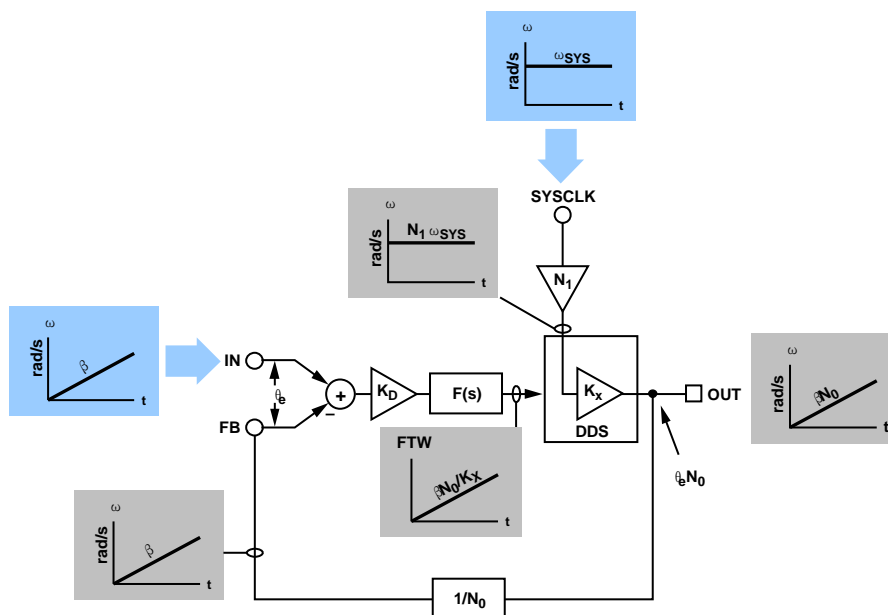 ω
rad/s
ωSYS
t
SYSCLK
ω
rad/s
N1 ωSYS
t
N1
ω
rad/s
β
t
IN
θe
−
+
FB
KD
F(s)
Kx
DDS
OUT
θeN0
ω
rad/s
βN0
t
FTW
βN0/KX
t
ω
rad/s
β
t
1/N0